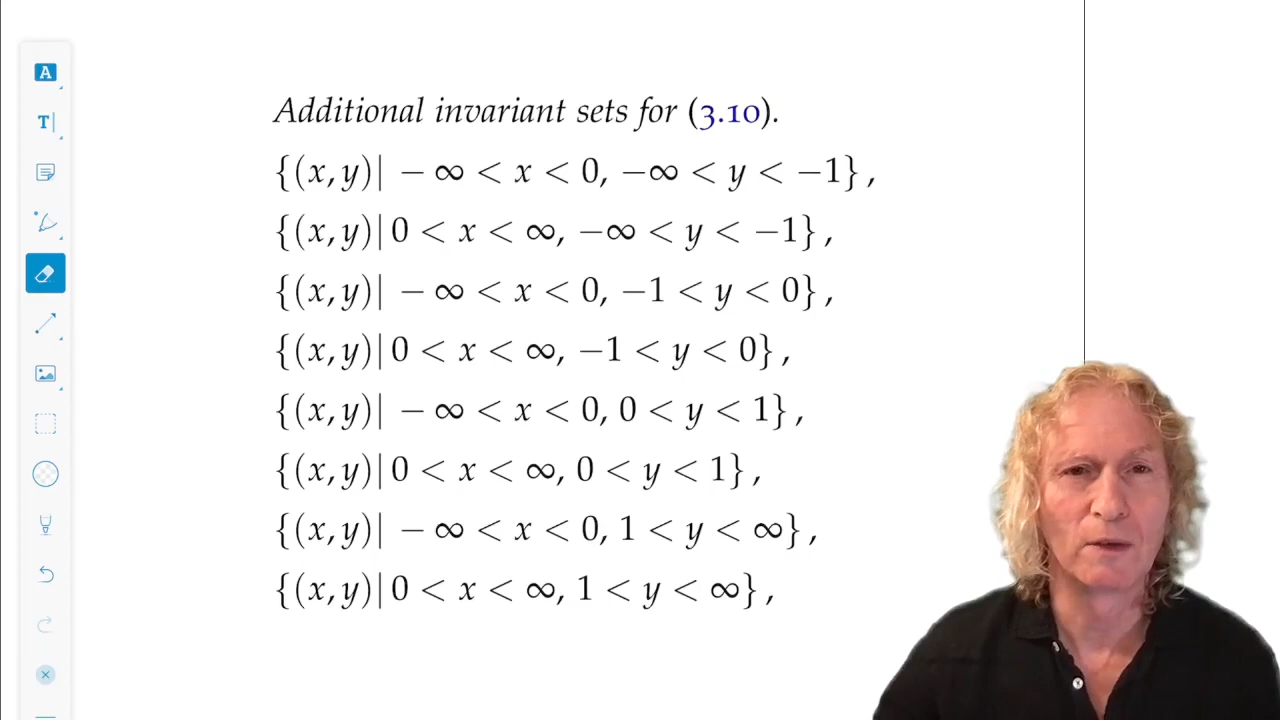 Additional invariant sets for (3.10).
{(x, y)| − ∞ < x < 0, −∞ < y < −1} ,
{(x, y)| 0 < x < ∞, −∞ < y < −1} ,
{(x, y)| − ∞ < x < 0, −1 < y < 0} ,
{(x, y)| 0 < x < ∞, −1 < y < 0} ,
{(x, y)| − ∞ < x < 0, 0 < y < 1} ,
{(x, y)| 0 < x < ∞, 0 < y < 1} ,
{(x, y)| − ∞ < x < 0, 1 < y < ∞} ,
{(x, y)| 0 < x < ∞, 1 < y < ∞} ,
A
T